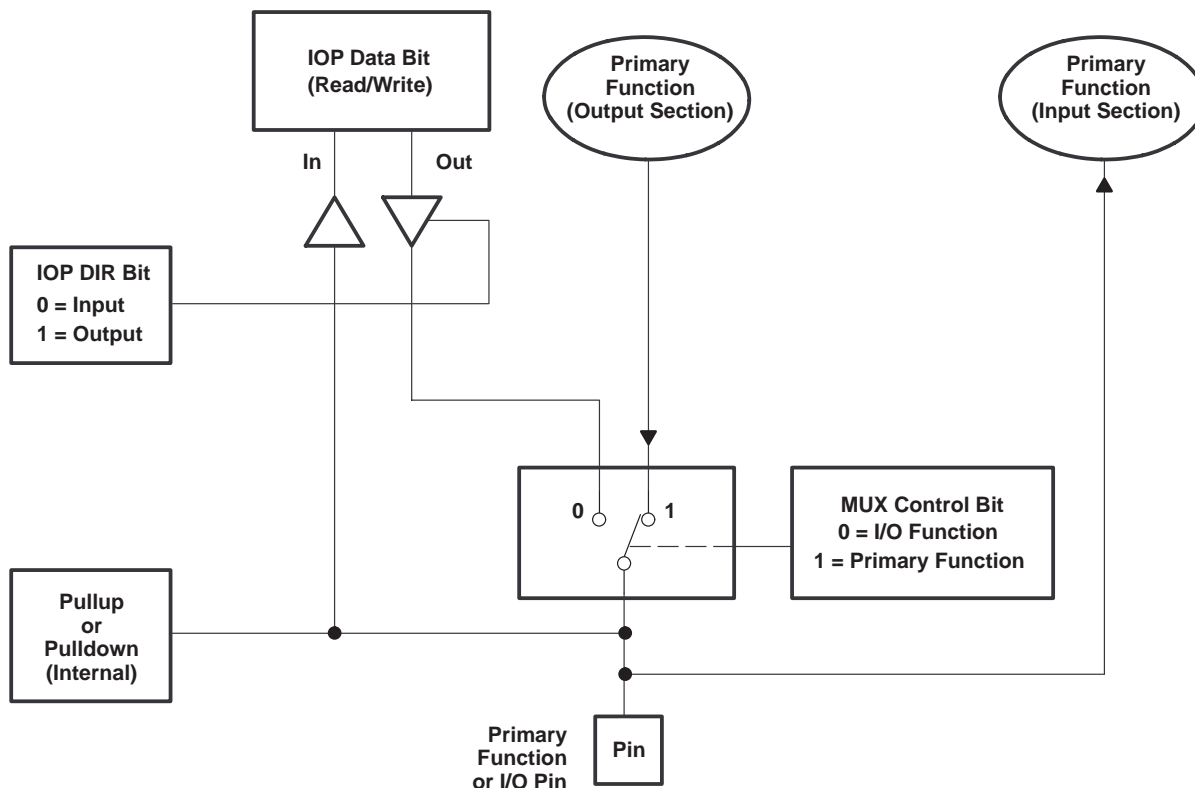 IOP Data Bit
(Read/Write)
Primary
Function
(Output Section)
Primary
Function
(Input Section)
In
Out
IOP DIR Bit
0 = Input
1 = Output
0
1
MUX Control Bit
0 = I/O Function
1 = Primary Function
Pullup
or
Pulldown
(Internal)
Primary
Function
or I/O Pin
Pin